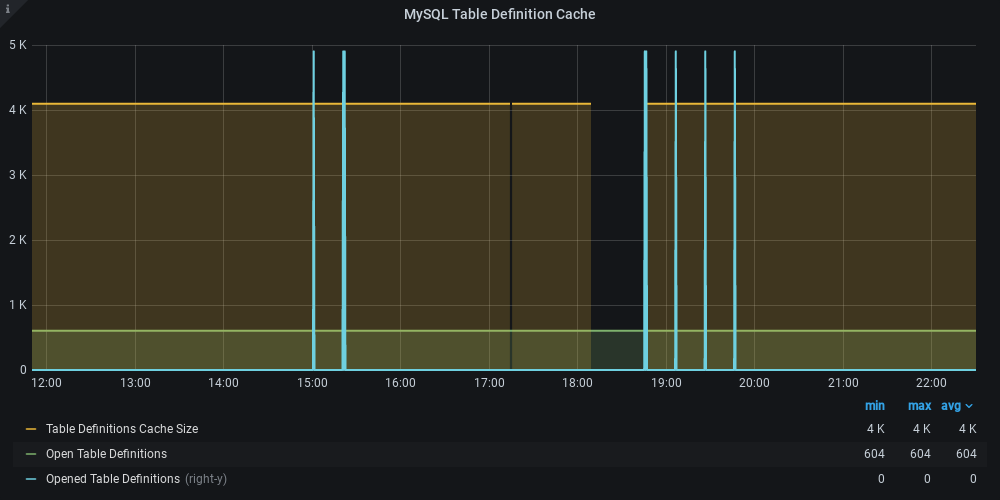 i
MySQL Table Definition Cache
5 K
4 K
3 K
2 K
1 K
0
12:00 13:00 14:00 15:00 16:00 17:00 18:00 19:00 20:00 21:00 22:00
min max avg
Table Definitions Cache Size 4 K 4 K 4 K
Open Table Definitions 604 604 604
Opened Table Definitions (right-y) 0 0 0